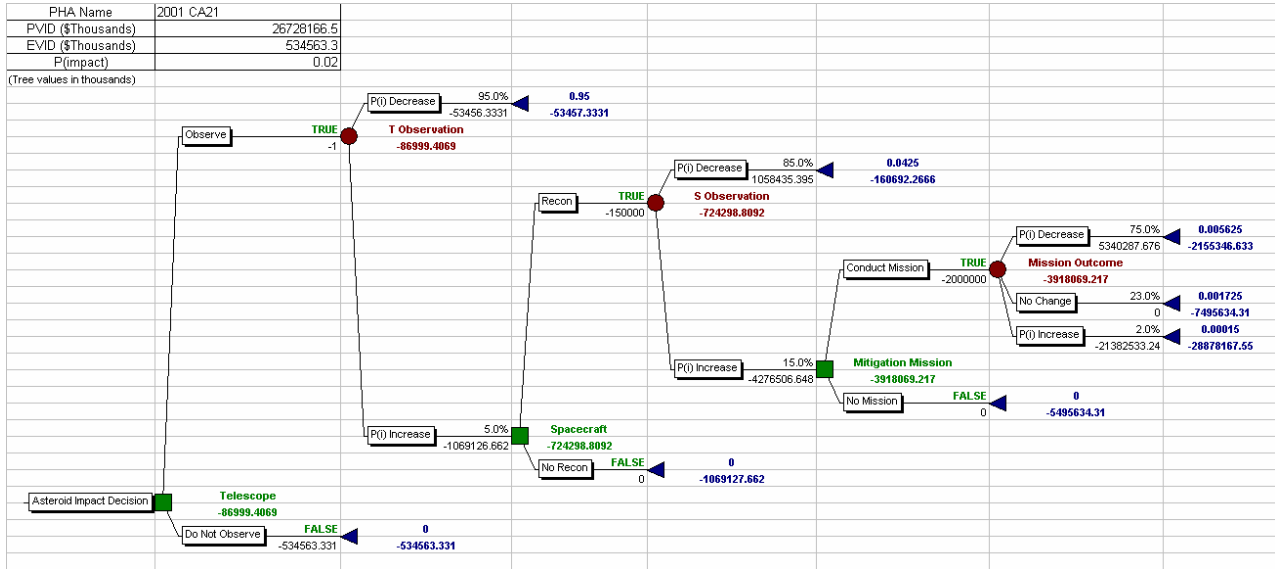 PHA Name 2001 CA21
PVID ($Thousands) 26728166.5
EVID ($Thousands) 534563.3
P(impact) 0.02
(Tree values in thousands)
P(i) Decrease 95.0% 0.95
-53456.3331 -53457.3331
Observe TRUE T Observation
-1 -86999.4069
P(i) Decrease 85.0% 0.0425
1058435.395 -160692.2666
Recon TRUE S Observation
-150000 -724298.8092
P(i) Decrease 75.0% 0.005625
5340287.676 -2155346.633
Conduct Mission TRUE Mission Outcome
-2000000 -3918069.217
No Change 23.0% 0.001725
0 -7495634.31
P(i) Increase 2.0% 0.00015
-21382533.24 -28878167.55
P(i) Increase 15.0% Mitigation Mission
-4276506.648 -3918069.217
No Mission FALSE 0
0 -5495634.31
P(i) Increase 5.0% Spacecraft
-1069126.662 -724298.8092
No Recon FALSE 0
0 -1069127.662
Asteroid Impact Decision Telescope
-86999.4069
Do Not Observe FALSE 0
-534563.331 -534563.331